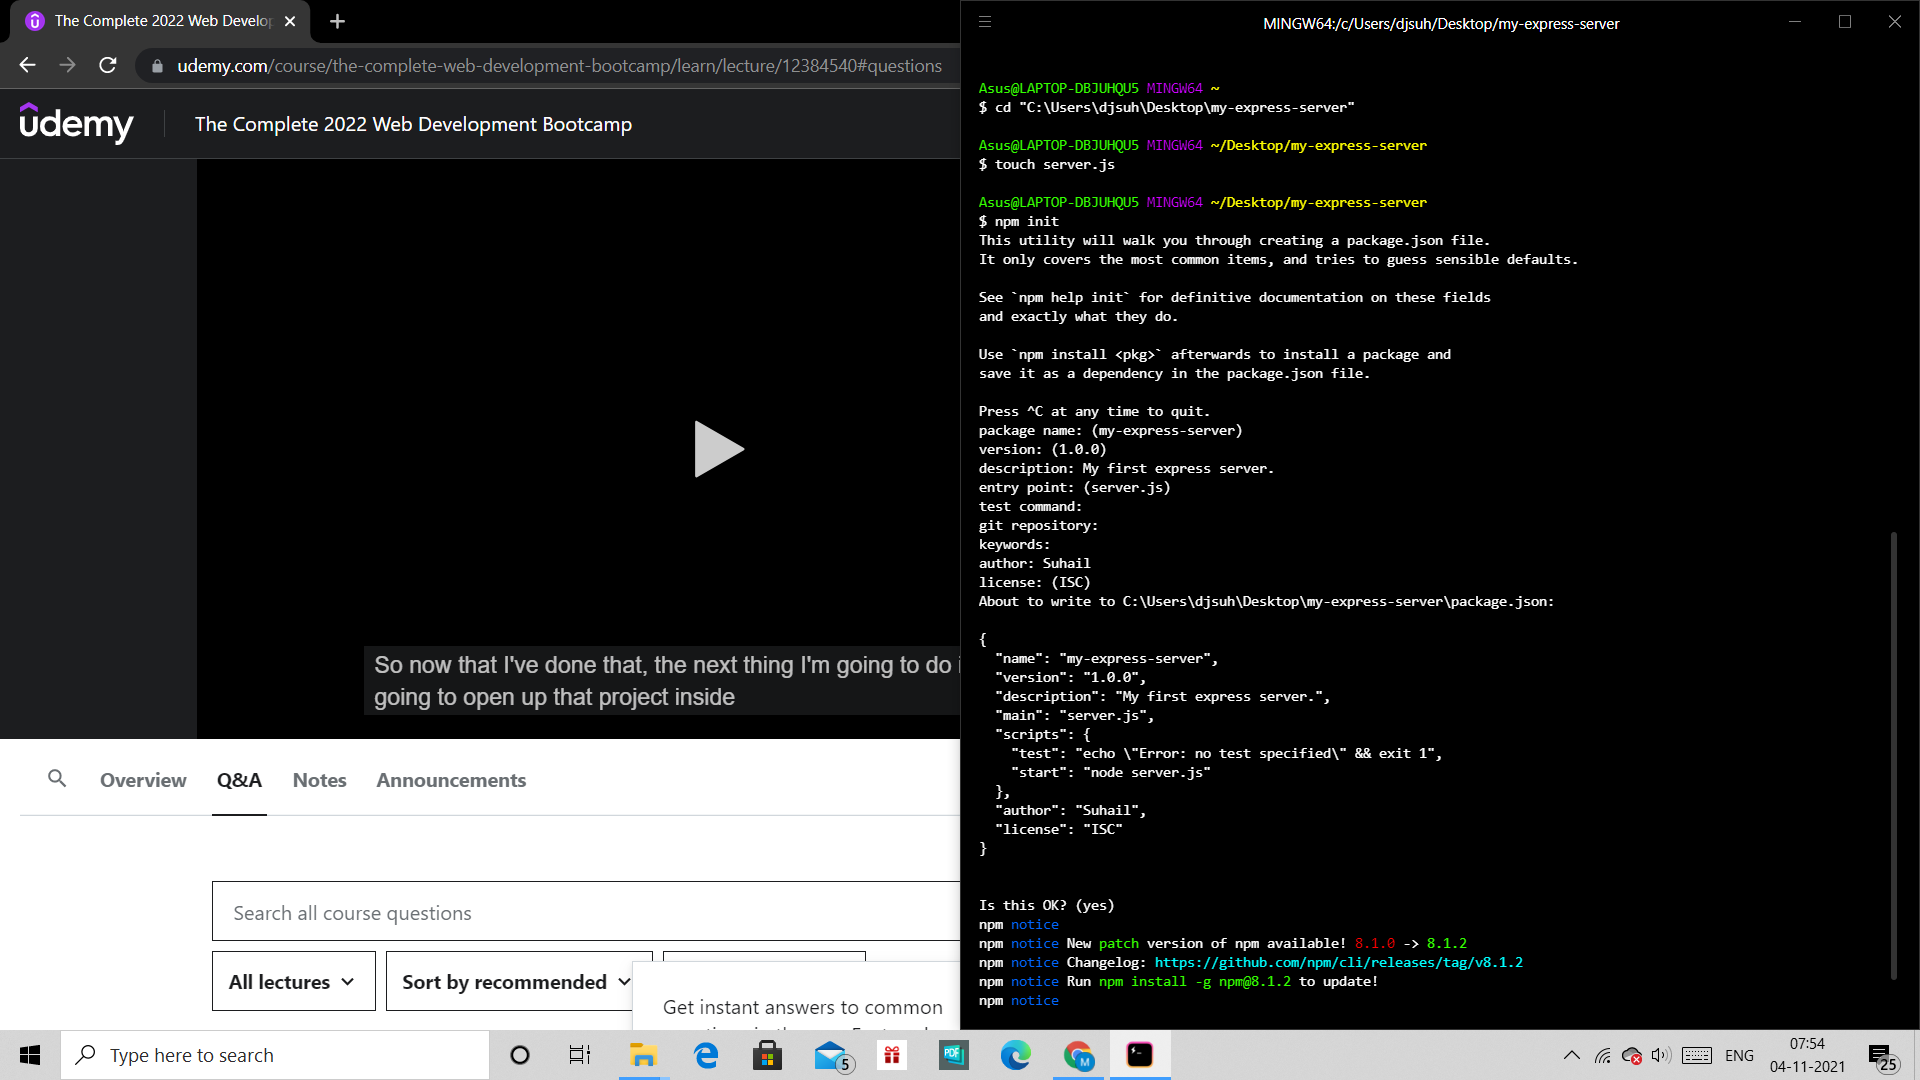 The Complete 2022 Web Develop
udemy.com/course/the-complete-web-development-bootcamp/learn/lecture/12384540#questions
udemy
The Complete 2022 Web Development Bootcamp
So now that I've done that, the next thing I'm going to do i
going to open up that project inside
Overview
Q&A
Notes
Announcements
Search all course questions
All lectures
Sort by recommended
Get instant answers to common
MINGW64:/c/Users/djsuh/Desktop/my-express-server
Asus@LAPTOP-DBJUHQU5 MINGW64 ~
$ cd "C:\Users\djsuh\Desktop\my-express-server"
Asus@LAPTOP-DBJUHQU5 MINGW64 ~/Desktop/my-express-server
$ touch server.js
Asus@LAPTOP-DBJUHQU5 MINGW64 ~/Desktop/my-express-server
$ npm init
This utility will walk you through creating a package.json file.
It only covers the most common items, and tries to guess sensible defaults.
See `npm help init` for definitive documentation on these fields
and exactly what they do.
Use `npm install <pkg>` afterwards to install a package and
save it as a dependency in the package.json file.
Press ^C at any time to quit.
package name: (my-express-server)
version: (1.0.0)
description: My first express server.
entry point: (server.js)
test command:
git repository:
keywords:
author: Suhail
license: (ISC)
About to write to C:\Users\djsuh\Desktop\my-express-server\package.json:
{
  "name": "my-express-server",
  "version": "1.0.0",
  "description": "My first express server.",
  "main": "server.js",
  "scripts": {
    "test": "echo \"Error: no test specified\" && exit 1",
    "start": "node server.js"
  },
  "author": "Suhail",
  "license": "ISC"
}
Is this OK? (yes)
npm notice
npm notice New patch version of npm available! 8.1.0 -> 8.1.2
npm notice Changelog: https://github.com/npm/cli/releases/tag/v8.1.2
npm notice Run npm install -g npm@8.1.2 to update!
npm notice
Type here to search
5
PDF
M
ENG
07:54
04-11-2021
25